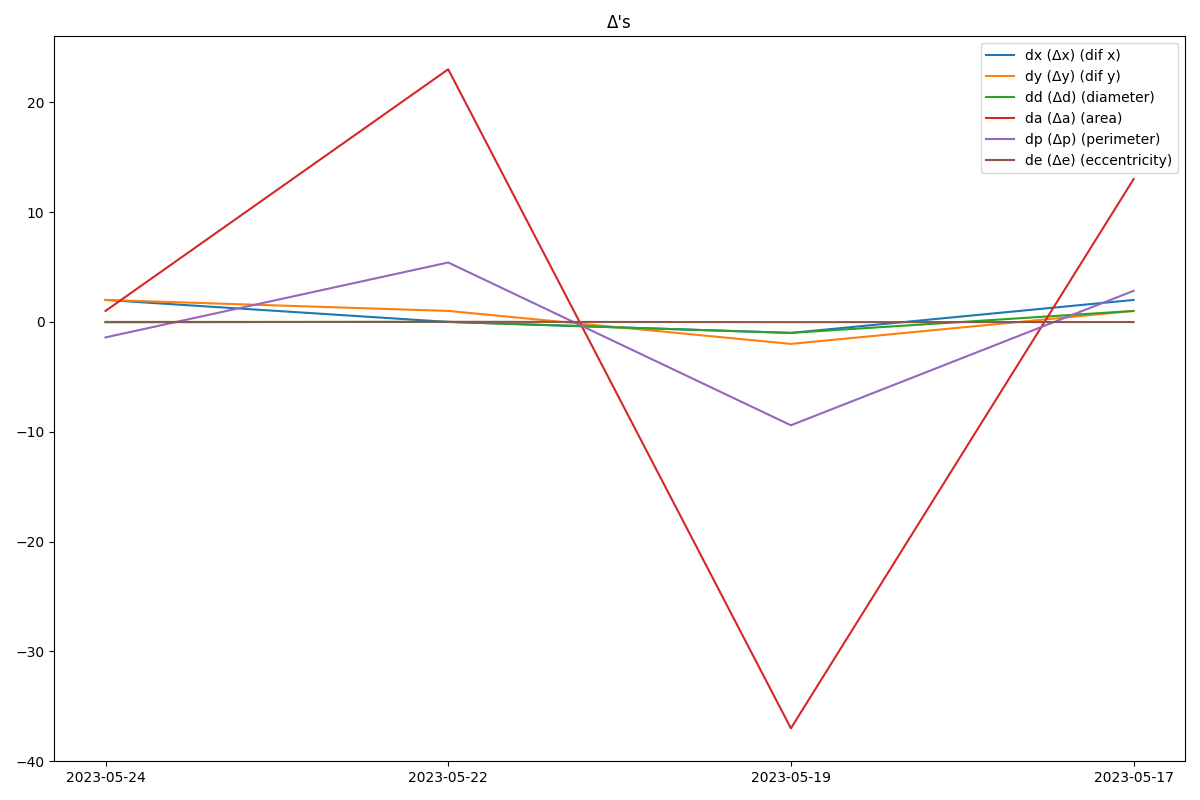 Δ's
dx (Δx) (dif x)
dy (Δy) (dif y)
dd (Δd) (diameter)
da (Δa) (area)
dp (Δp) (perimeter)
de (Δe) (eccentricity)
20
10
0
−10
−20
−30
−40
2023-05-24 2023-05-22 2023-05-19 2023-05-17